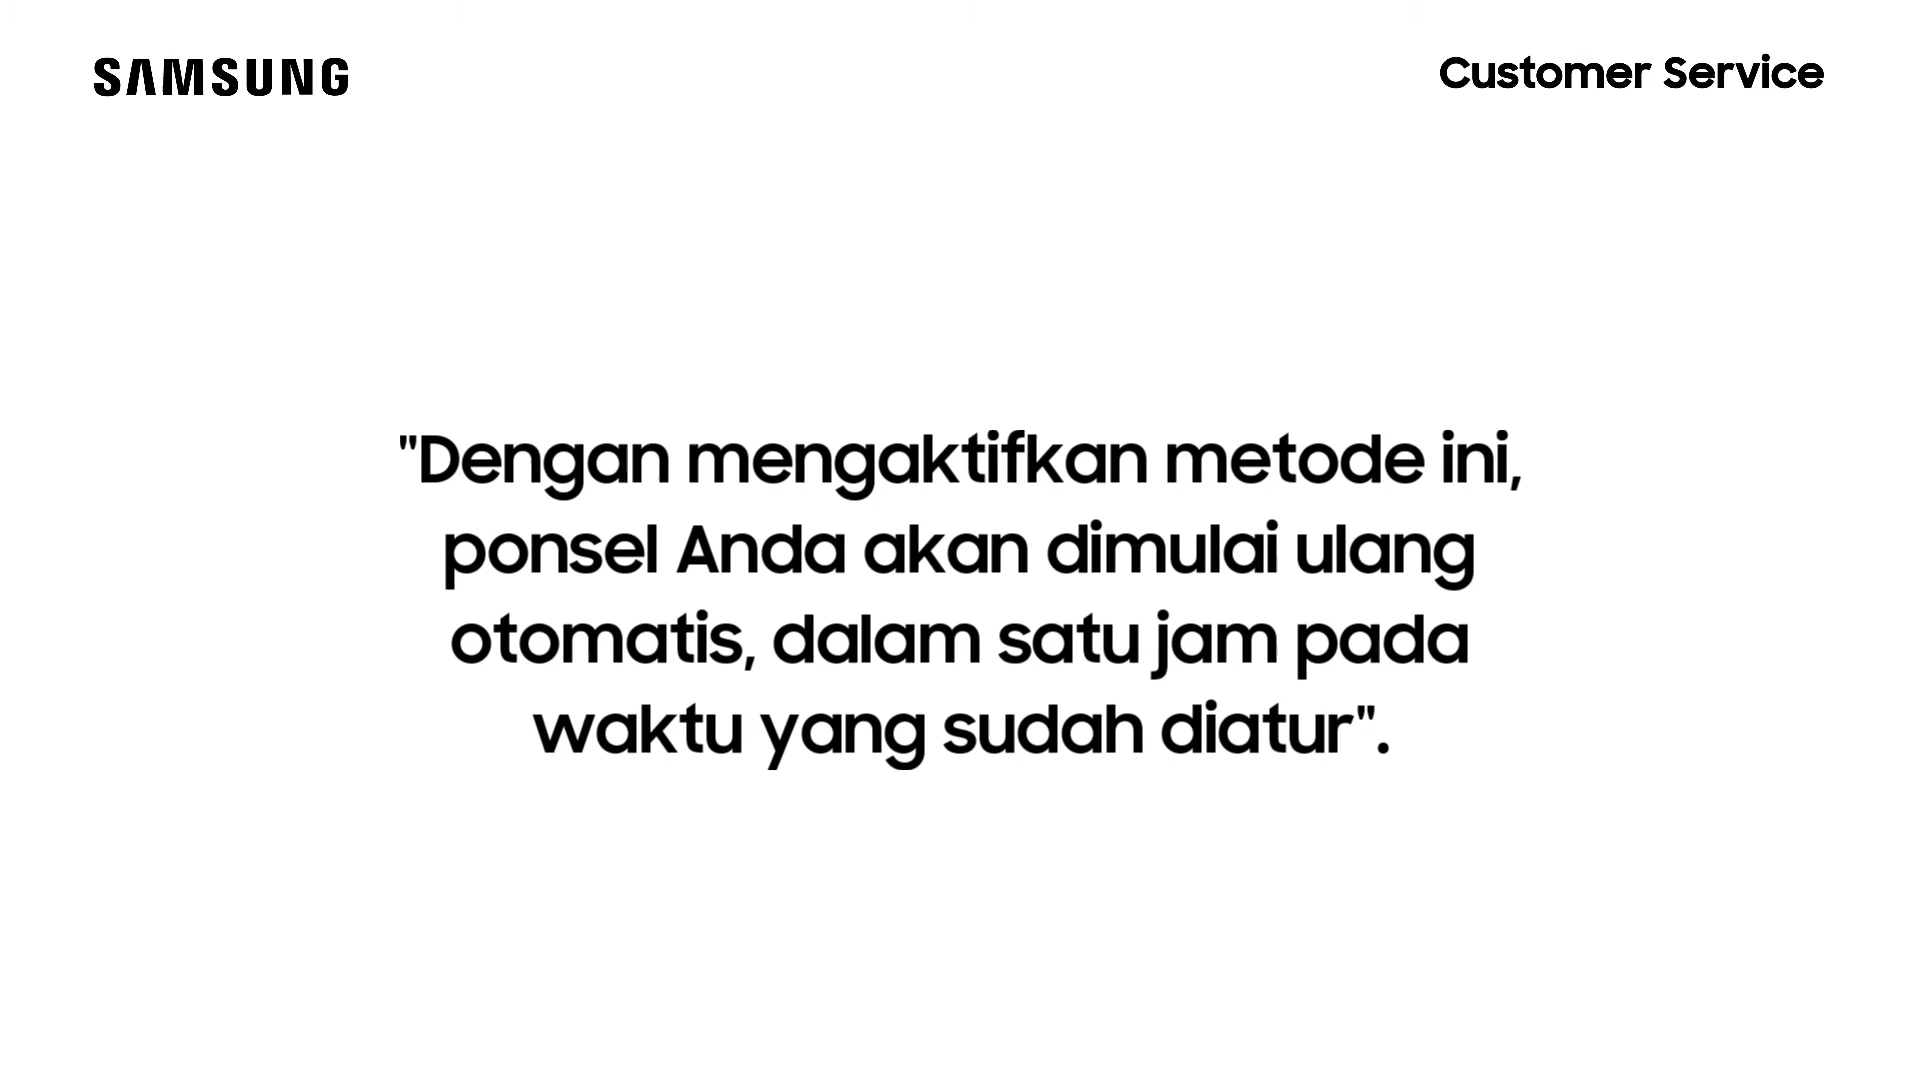 SAMSUNG
Customer Service
"Dengan mengaktifkan metode ini,
ponsel Anda akan dimulai ulang
otomatis, dalam satu jam pada
waktu yang sudah diatur".